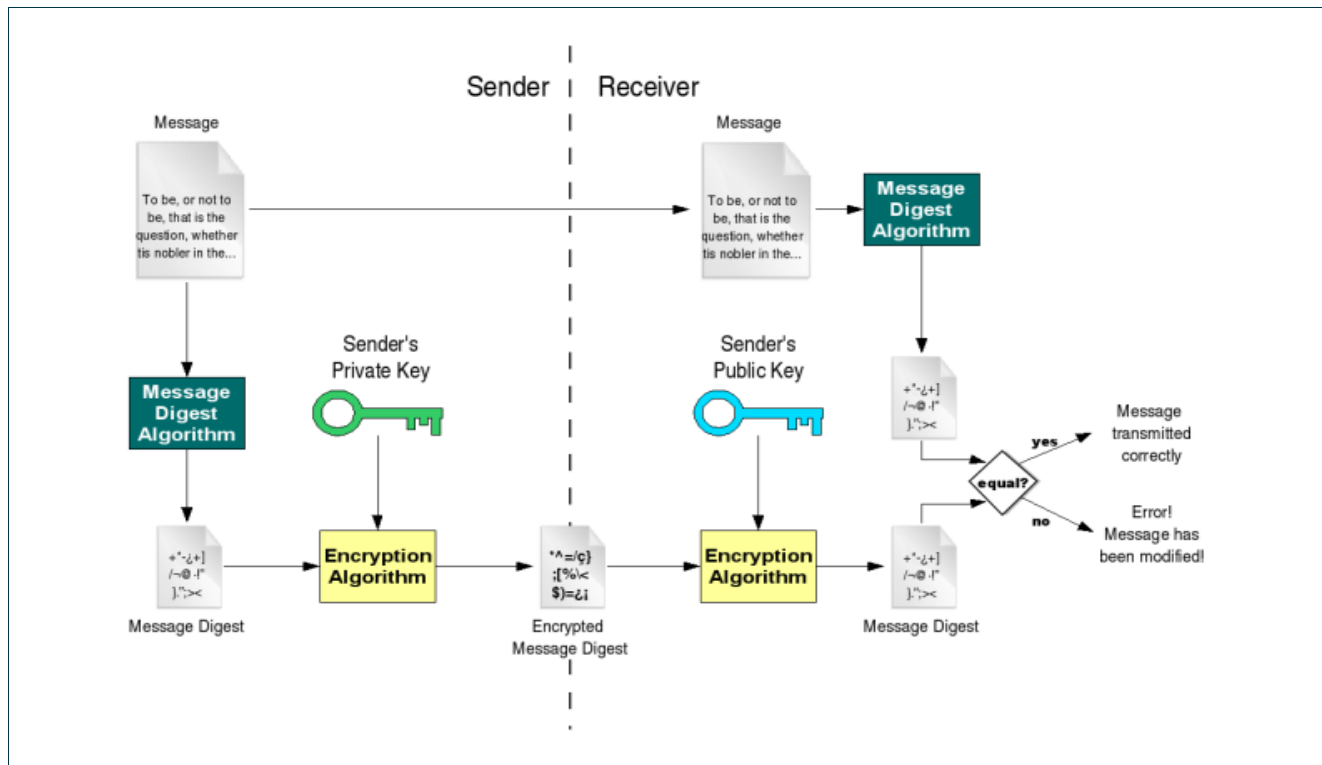 Sender
Receiver
Message
To be, or not to
be, that is the
question, whether
tis nobler in the...
Message
To be, or not to
be, that is the
question, whether
tis nobler in the...
Message
Digest
Algorithm
Message
Digest
Algorithm
Sender's
Private Key
Sender's
Public Key
+*-¿+]
/¬@·!"
}.";><
yes
equal?
no
Message
transmitted
correctly
Error!
Message has
been modified!
+*-¿+]
/¬@·!"
}.";><
Message Digest
Encryption
Algorithm
*^=/ç}
;[%\<
$)=¿¡
Encrypted
Message Digest
Encryption
Algorithm
+*-¿+]
/¬@·!"
}.";><
Message Digest